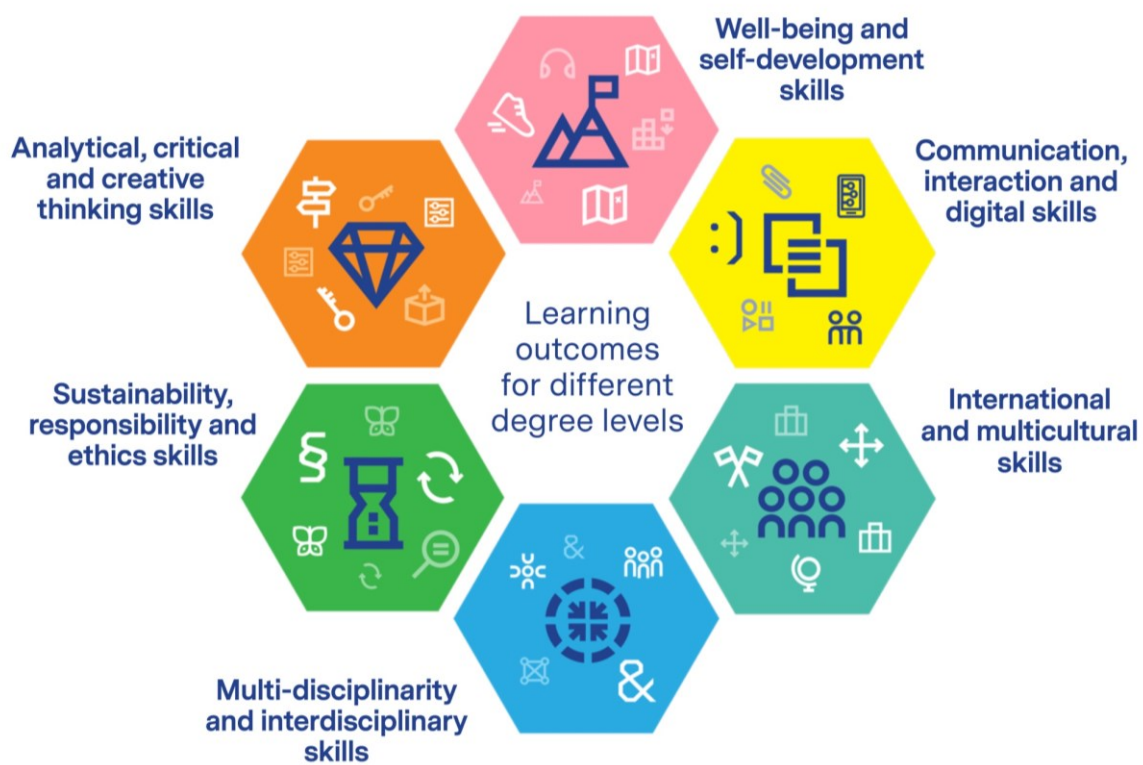 Well-being and
self-development
skills
Analytical, critical
and creative
thinking skills
Communication,
interaction and
digital skills
Learning
outcomes
for different
degree levels
Sustainability,
responsibility and
ethics skills
International
and multicultural
skills
Multi-disciplinarity
and interdisciplinary
skills